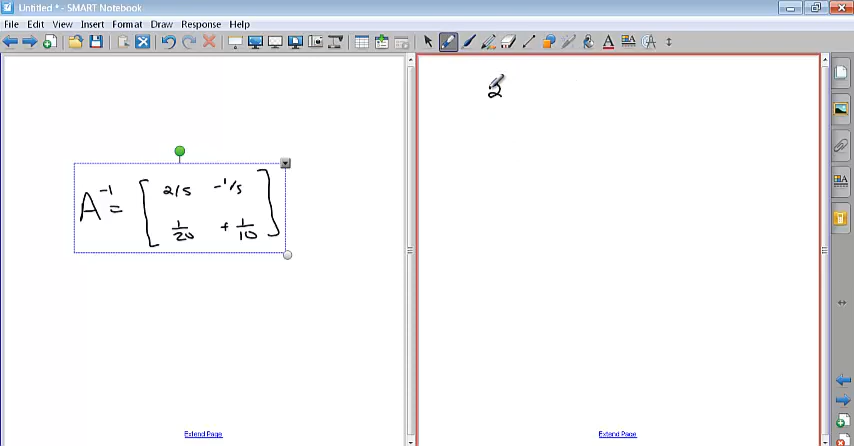 Untitled * - SMART Notebook
File Edit View Insert Format Draw Response Help
A⁻¹ = [ 2/5 -1/5
1/20 +1/10 ]
2
Extend Page
Extend Page